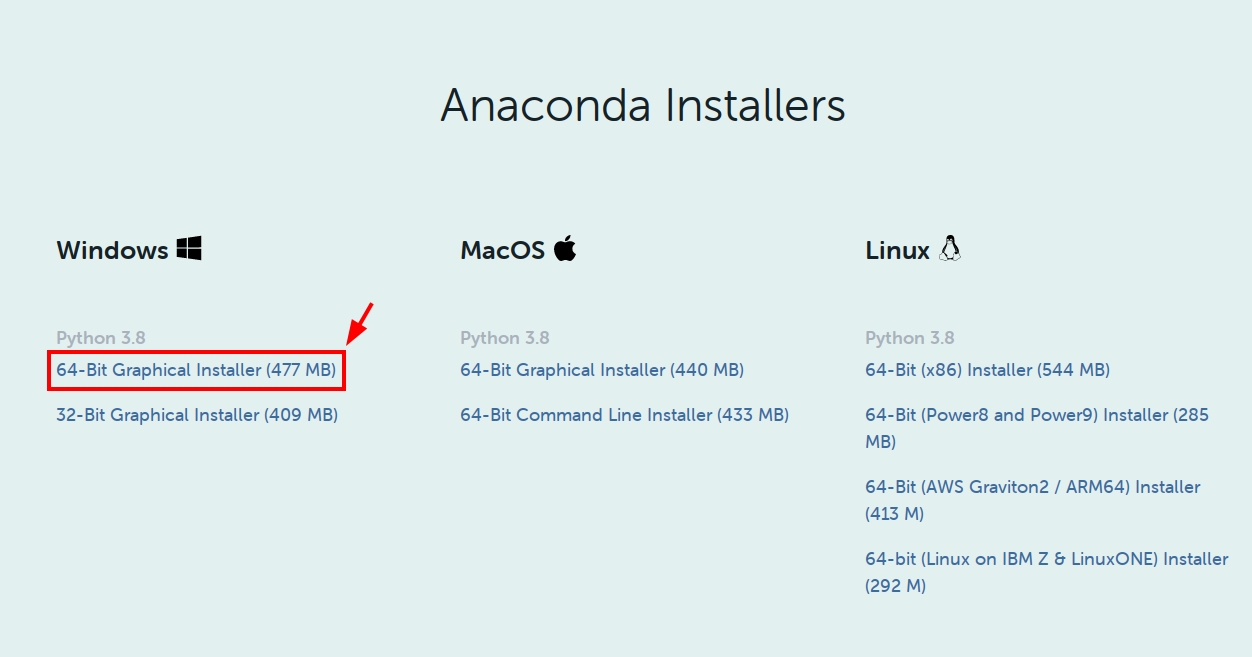 Anaconda Installers
Windows
Python 3.8
64-Bit Graphical Installer (477 MB)
32-Bit Graphical Installer (409 MB)
MacOS
Python 3.8
64-Bit Graphical Installer (440 MB)
64-Bit Command Line Installer (433 MB)
Linux
Python 3.8
64-Bit (x86) Installer (544 MB)
64-Bit (Power8 and Power9) Installer (285
MB)
64-Bit (AWS Graviton2 / ARM64) Installer
(413 M)
64-bit (Linux on IBM Z & LinuxONE) Installer
(292 M)